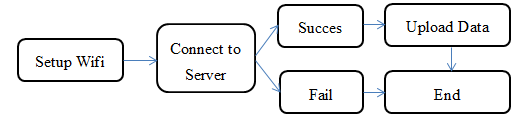 Setup Wifi
Connect to
Server
Succes
Upload Data
Fail
End